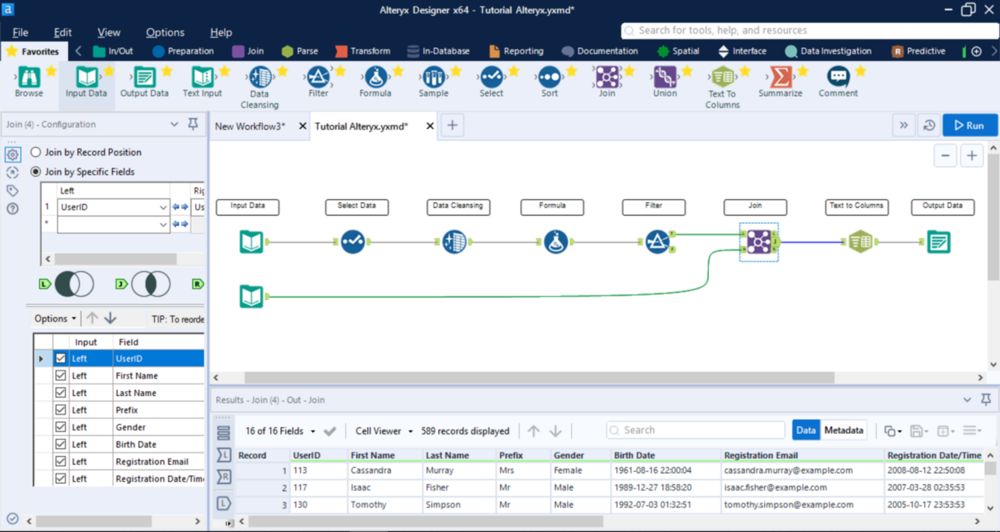 a Alteryx Designer x64 - Tutorial Alteryx.yxmd*
File Edit View Options Help Search for tools, help, and resources
Favorites In/Out Preparation Join Parse Transform In-Database Reporting Documentation Spatial Interface Data Investigation R Predictive
Browse Input Data Output Data Text Input Data Cleansing Filter Formula Sample Select Sort Join Union Text To Columns Summarize Comment
Join (4) - Configuration
New Workflow3* Tutorial Alteryx.yxmd* Run
Join by Record Position
Join by Specific Fields
Left Rig
1 UserID Us
*
L J R
Options TIP: To reorde
Input Field
Left UserID
Left First Name
Left Last Name
Left Prefix
Left Gender
Left Birth Date
Left Registration Email
Left Registration Date/Time
Input Data Select Data Data Cleansing Formula Filter Join Text to Columns Output Data
T L L
J
F R R
Results - Join (4) - Out - Join
16 of 16 Fields Cell Viewer 589 records displayed Search Data Metadata
L
R
L
Record UserID First Name Last Name Prefix Gender Birth Date Registration Email Registration Date/Time
1 113 Cassandra Murray Mrs Female 1961-08-16 22:00:04 cassandra.murray@example.com 2008-08-12 22:50:08
2 117 Isaac Fisher Mr Male 1989-12-27 18:58:20 isaac.fisher@example.com 2007-03-28 02:35:53
3 130 Tomothy Simpson Mr Male 1992-07-03 01:32:51 tomothy.simpson@example.com 2005-10-17 23:53:53